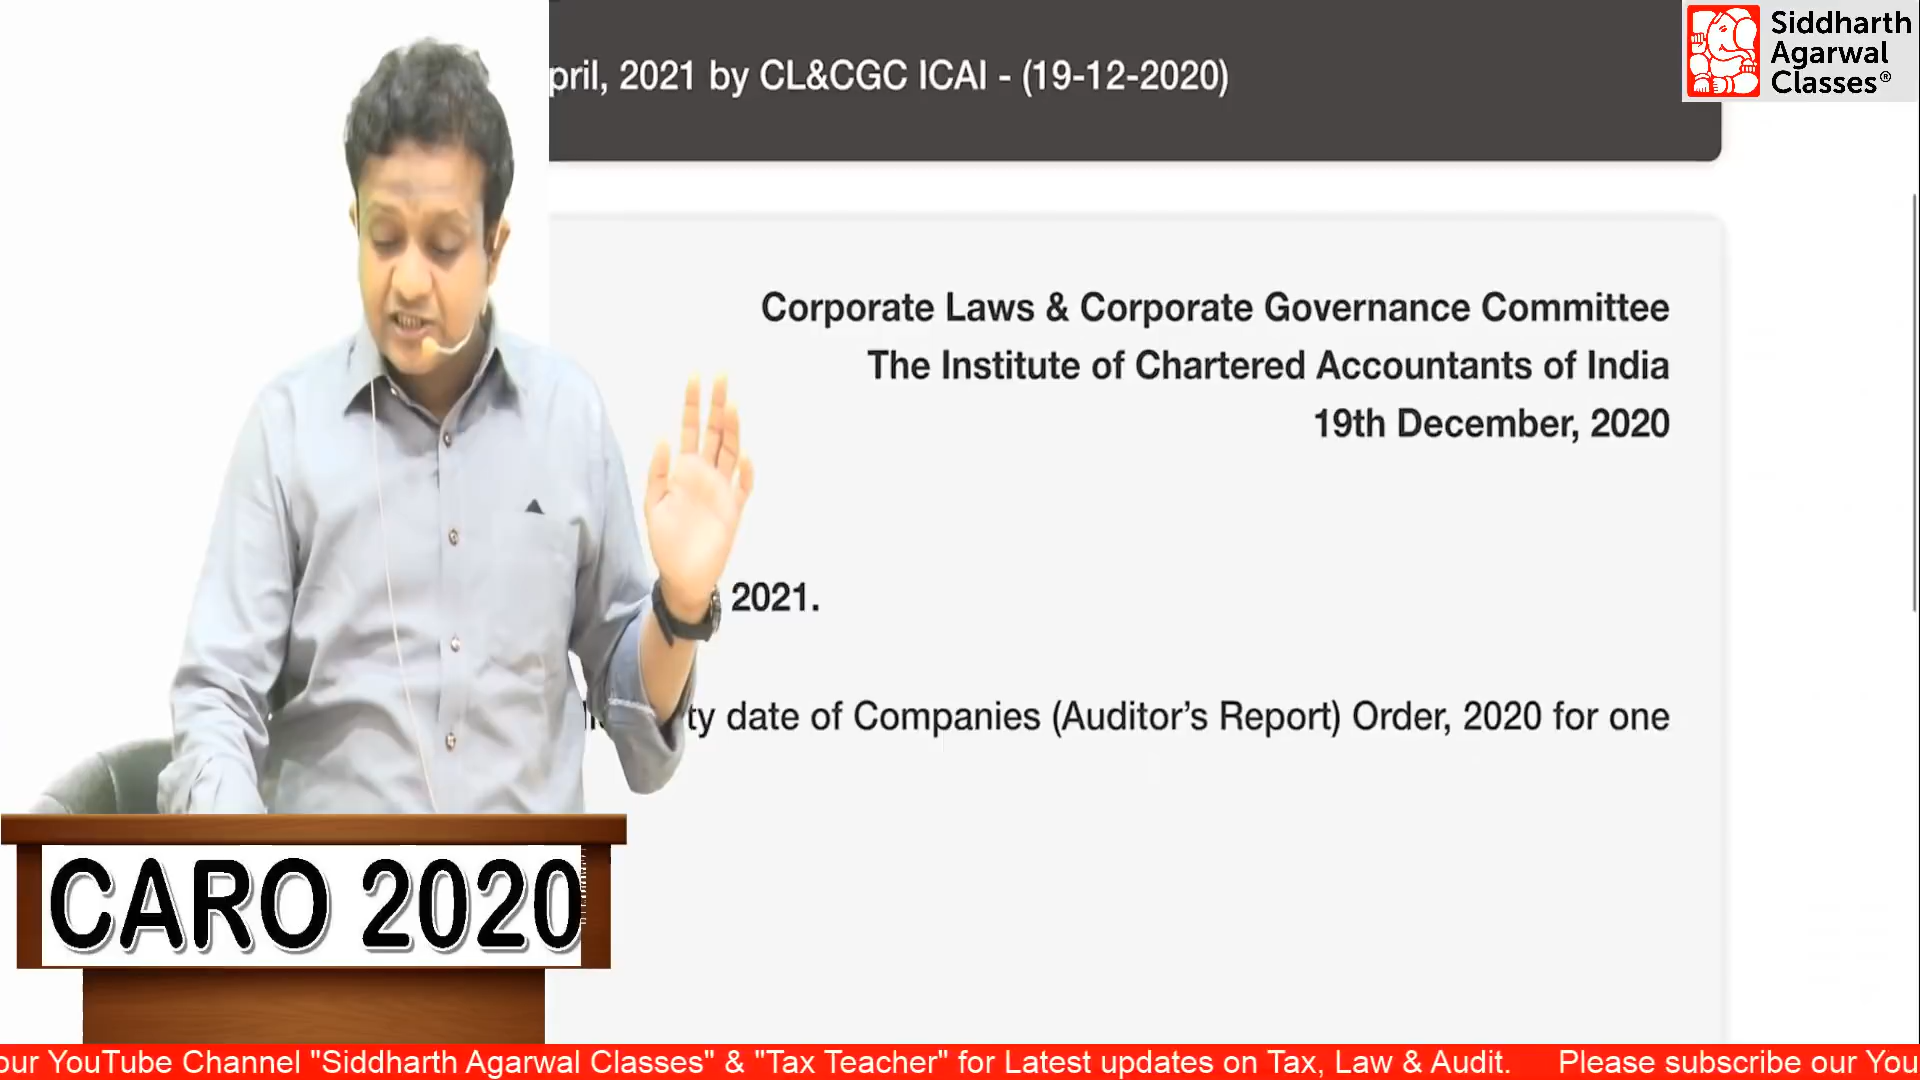 pril, 2021 by CL&CGC ICAI - (19-12-2020)
Siddharth
Agarwal
Classes®
Corporate Laws & Corporate Governance Committee
The Institute of Chartered Accountants of India
19th December, 2020
2021.
ty date of Companies (Auditor's Report) Order, 2020 for one
CARO 2020
our YouTube Channel "Siddharth Agarwal Classes" & "Tax Teacher" for Latest updates on Tax, Law & Audit. Please subscribe our You